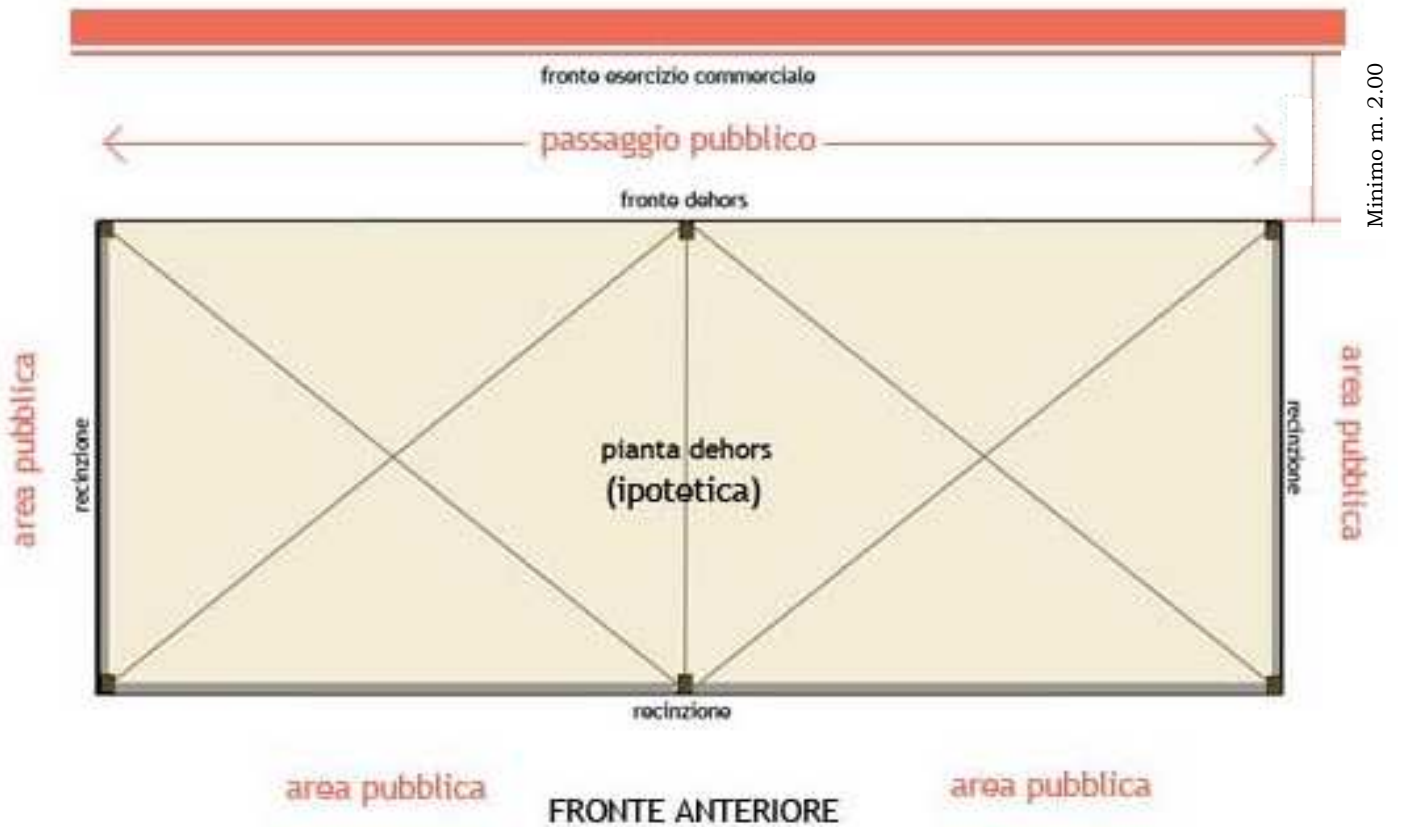 fronte esercizio commerciale
Minimo m. 2.00
passaggio pubblico
fronte dehors
area pubblica
recinzione
pianta dehors
(ipotetica)
recinzione
area pubblica
recinzione
area pubblica
FRONTE ANTERIORE
area pubblica